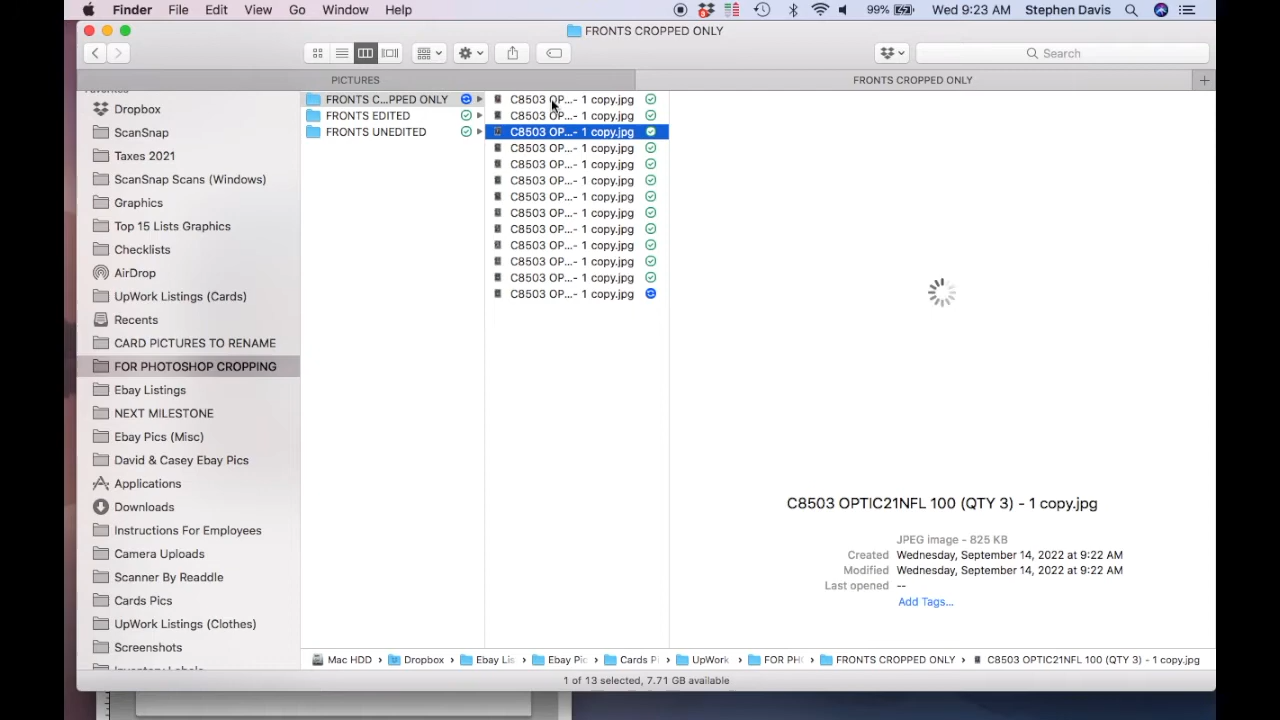 Finder File Edit View Go Window Help 99% Wed 9:23 AM Stephen Davis
FRONTS CROPPED ONLY
Search
PICTURES FRONTS CROPPED ONLY
Dropbox
ScanSnap
Taxes 2021
ScanSnap Scans (Windows)
Graphics
Top 15 Lists Graphics
Checklists
AirDrop
UpWork Listings (Cards)
Recents
CARD PICTURES TO RENAME
FOR PHOTOSHOP CROPPING
Ebay Listings
NEXT MILESTONE
Ebay Pics (Misc)
David & Casey Ebay Pics
Applications
Downloads
Instructions For Employees
Camera Uploads
Scanner By Readdle
Cards Pics
UpWork Listings (Clothes)
Screenshots
FRONTS C...PPED ONLY
FRONTS EDITED
FRONTS UNEDITED
C8503 OP...- 1 copy.jpg
C8503 OP...- 1 copy.jpg
C8503 OP...- 1 copy.jpg
C8503 OP...- 1 copy.jpg
C8503 OP...- 1 copy.jpg
C8503 OP...- 1 copy.jpg
C8503 OP...- 1 copy.jpg
C8503 OP...- 1 copy.jpg
C8503 OP...- 1 copy.jpg
C8503 OP...- 1 copy.jpg
C8503 OP...- 1 copy.jpg
C8503 OP...- 1 copy.jpg
C8503 OP...- 1 copy.jpg
C8503 OPTIC21NFL 100 (QTY 3) - 1 copy.jpg
JPEG image - 825 KB
Created Wednesday, September 14, 2022 at 9:22 AM
Modified Wednesday, September 14, 2022 at 9:22 AM
Last opened --
Add Tags...
Mac HDD › Dropbox › Ebay Lis › Ebay Pic › Cards P › UpWork › FOR PH › FRONTS CROPPED ONLY › C8503 OPTIC21NFL 100 (QTY 3) - 1 copy.jpg
1 of 13 selected, 7.71 GB available